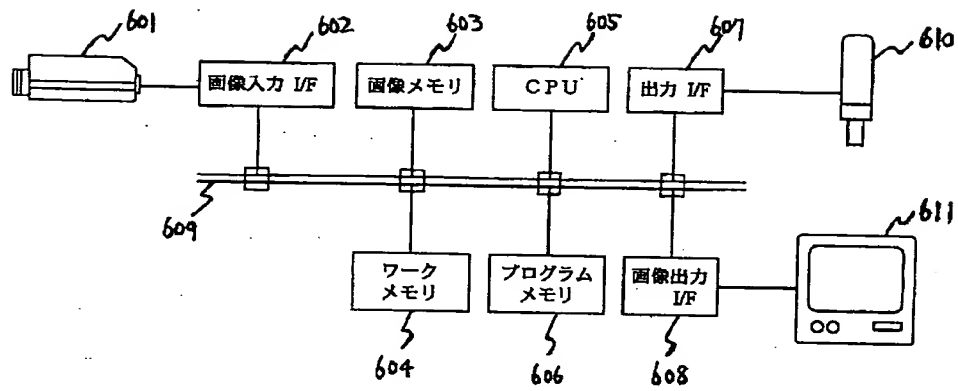 601
602
603
605
607
610
画像入力 I/F
画像メモリ
CPU
出力 I/F
609
611
ワーク
メモリ
プログラム
メモリ
画像出力
I/F
604
606
608